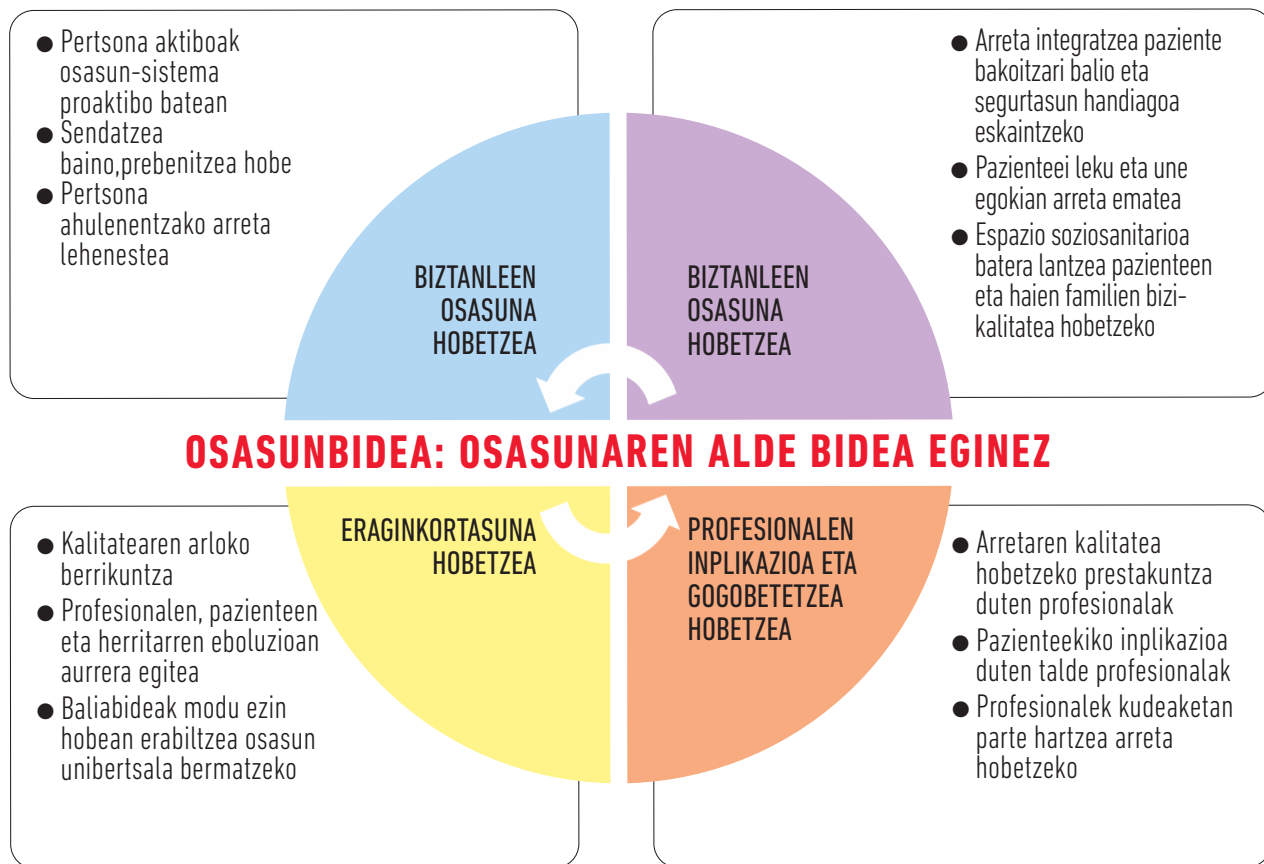 ● Pertsona aktiboak
osasun-sistema
proaktibo batean
● Sendatzea
baino,prebenitzea hobe
● Pertsona
ahulenentzako arreta
lehenestea
BIZTANLEEN
OSASUNA
HOBETZEA
● Arreta integratzea paziente
bakoitzari balio eta
segurtasun handiagoa
eskaintzeko
● Pazienteei leku eta une
egokian arreta ematea
● Espazio soziosanitarioa
batera lantzea pazienteen
eta haien familien bizi-
kalitatea hobetzeko
BIZTANLEEN
OSASUNA
HOBETZEA
OSASUNBIDEA: OSASUNAREN ALDE BIDEA EGINEZ
● Kalitatearen arloko
berrikuntza
● Profesionalen, pazienteen
eta herritarren eboluzioan
aurrera egitea
● Baliabideak modu ezin
hobean erabiltzea osasun
unibertsala bermatzeko
ERAGINKORTASUNA
HOBETZEA
PROFESIONALEN
INPLIKAZIOA ETA
GOGOBETETZEA
HOBETZEA
● Arretaren kalitatea
hobetzeko prestakuntza
duten profesionalak
● Pazienteekiko inplikazioa
duten talde profesionalak
● Profesionalek kudeaketan
parte hartzea arreta
hobetzeko